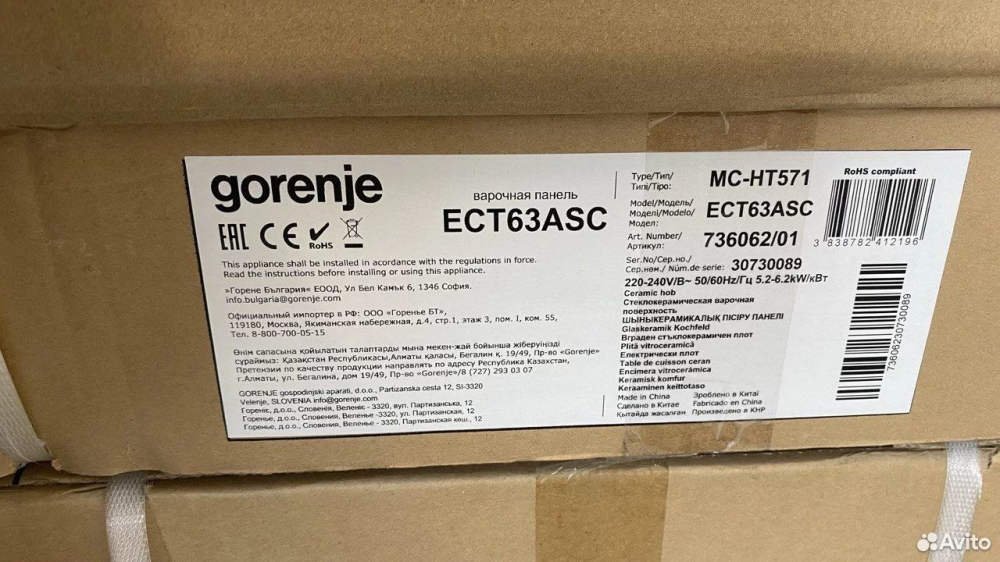 gorenje
варочная панель
ECT63ASC
EAC CE RoHS
This appliance shall be installed in acordance with the regulations in force.
Read the instructions before installing or using this appliance.
"Горене България" ЕООД, Ул Бел Камък 6, 1346 София.
info.bulgaria@gorenje.com
Официальный импортер в РФ: ООО «Горенье БТ»,
119180, Москва, Якиманская набережная, д.4, стр.1, этаж 3, пом. I, ком. 55,
Тел. 8-800-700-05-15
Өнім сапасына қойылатын талаптарды мына мекен-жай бойынша жіберуіңізді
сұраймыз: Қазақстан Республикасы,Алматы қаласы, Бегалин қ. 19/49, Пр-во «Gorenje»
Претензии по качеству продукции направлять по адресу Республика Казахстан,
г.Алматы, ул. Бегалина, дом 19/49, Пр-во «Gorenje»/8 (727) 293 03 07
GORENJE gospodinjski aparati, d.o.o., Partizanska cesta 12, SI-3320
Velenje, SLOVENIA info@gorenje.com
Горенє, д.о.о., Словенія, Веленє - 3320, вул. Партизанська, 12
Горенье, д.о.о., Словения, Веленье - 3320, ул. Партизанская, 12
Горенье, д.о.о., Словения, Веленье -3320, Партизанская көш., 12
Type/Тип/
Типі/Tipo:
MC-HT571
Model/Модель/
Моделі/Modelo/
Модел:
ECT63ASC
Art. Number/
Артикул:
736062/01
Ser.No/Сер.но./
Сер.нөм./ Núm.de serie:
30730089
220-240V/В~ 50/60Hz/Гц 5.2-6.2kW/кВт
Ceramic hob
Стеклокерамическая варочная
поверхность
ШЫНЫКЕРАМИКАЛЫҚ ПІСІРУ ПАНЕЛІ
Glaskeramik Kochfeld
Вграден стъклокерамичен плот
Plită vitroceramică
Електрически плот
Table de cuisson ceran
Encimera vitrocerámica
Keramisk komfur
Keraaminen keittotaso
Made in China Зроблено в Китаї
Сделано в Китае Fabricado en China
Қытайда жасалған Произведено в КНР
RoHS compliant
3 838782 412196
73606230730089
Avito